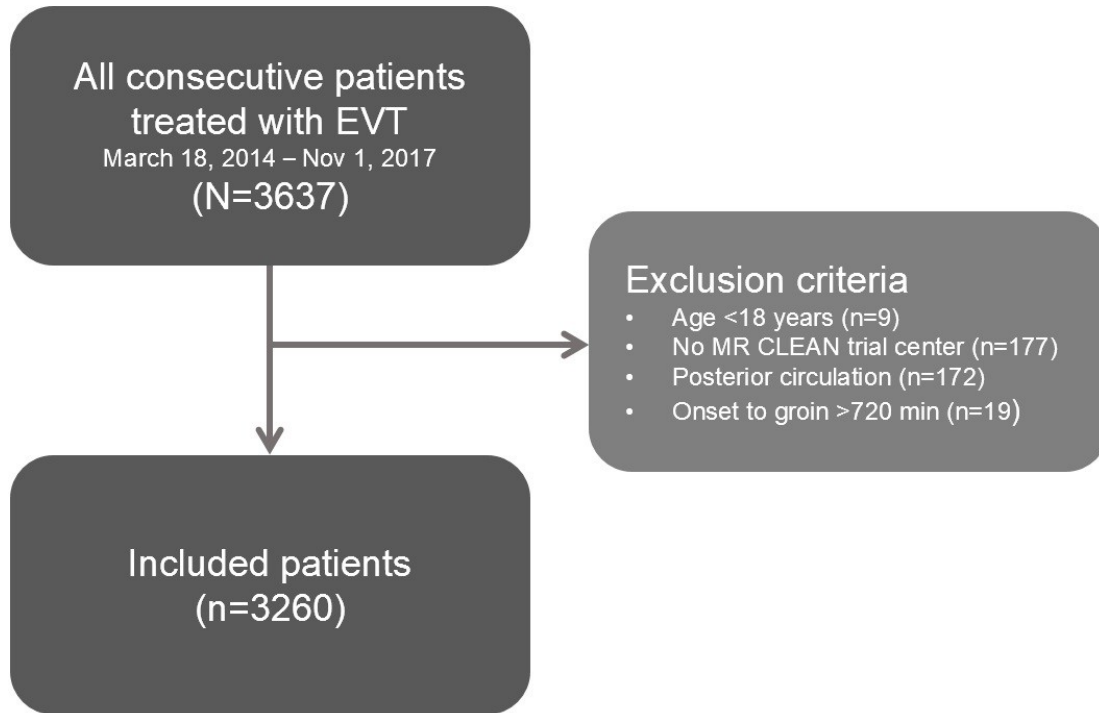 All consecutive patients
treated with EVT
March 18, 2014 – Nov 1, 2017
(N=3637)
Exclusion criteria
• Age <18 years (n=9)
• No MR CLEAN trial center (n=177)
• Posterior circulation (n=172)
• Onset to groin >720 min (n=19)
Included patients
(n=3260)